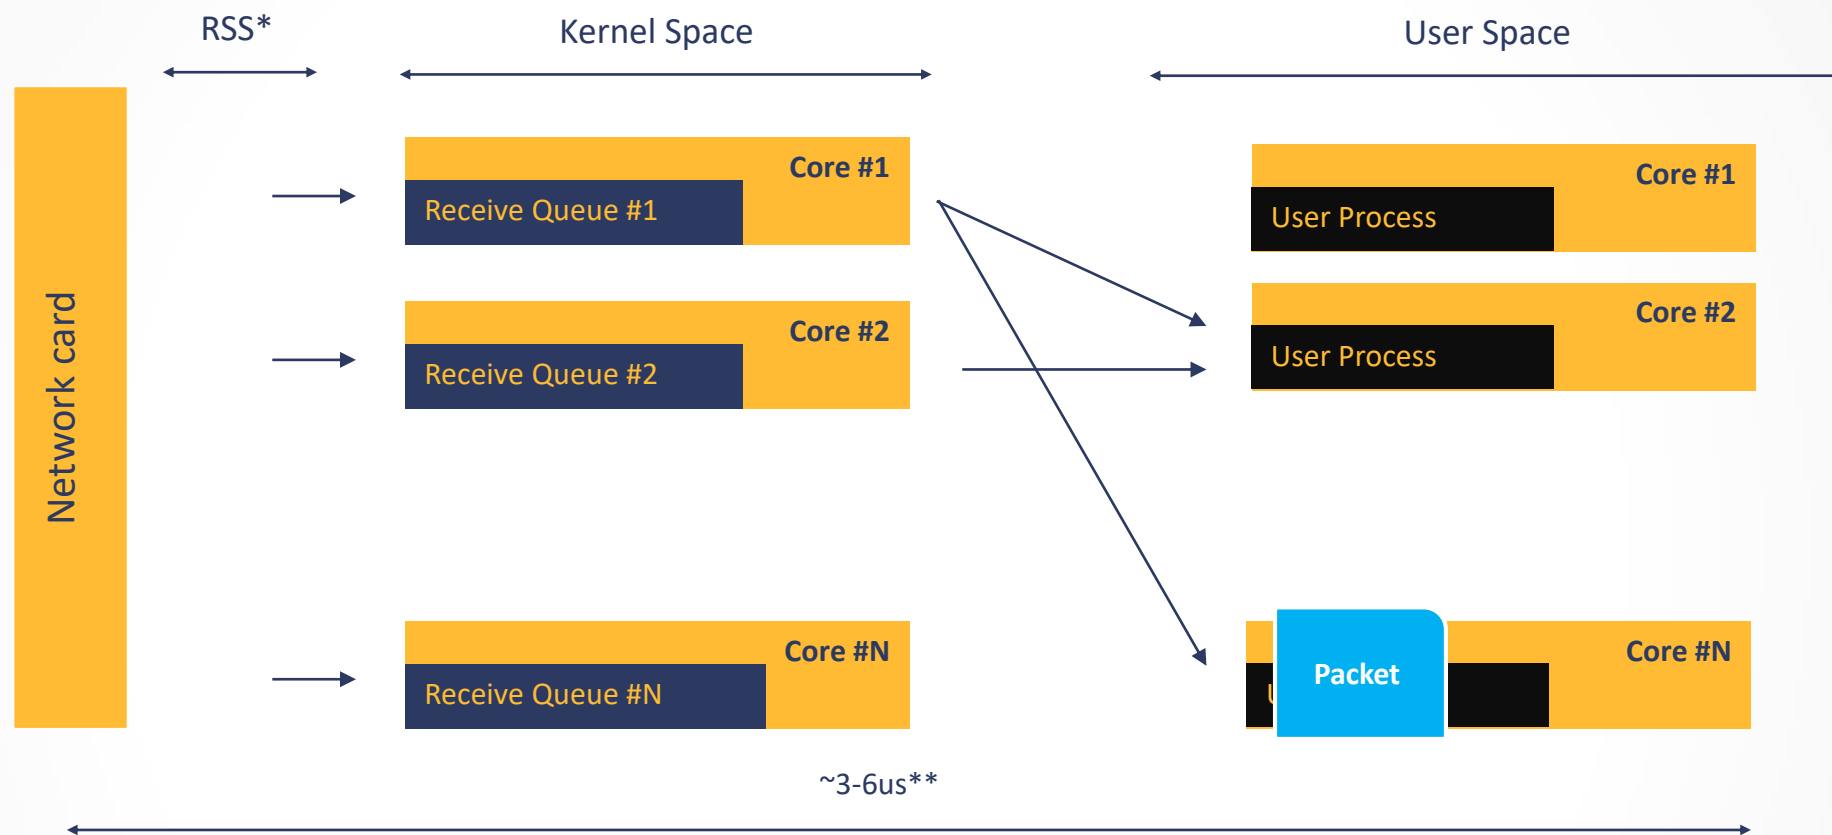 RSS*
Kernel Space
User Space
Network card
Core #1
Receive Queue #1
Core #1
User Process
Core #2
Receive Queue #2
Core #2
User Process
Core #N
Receive Queue #N
Core #N
Packet
~3-6us**